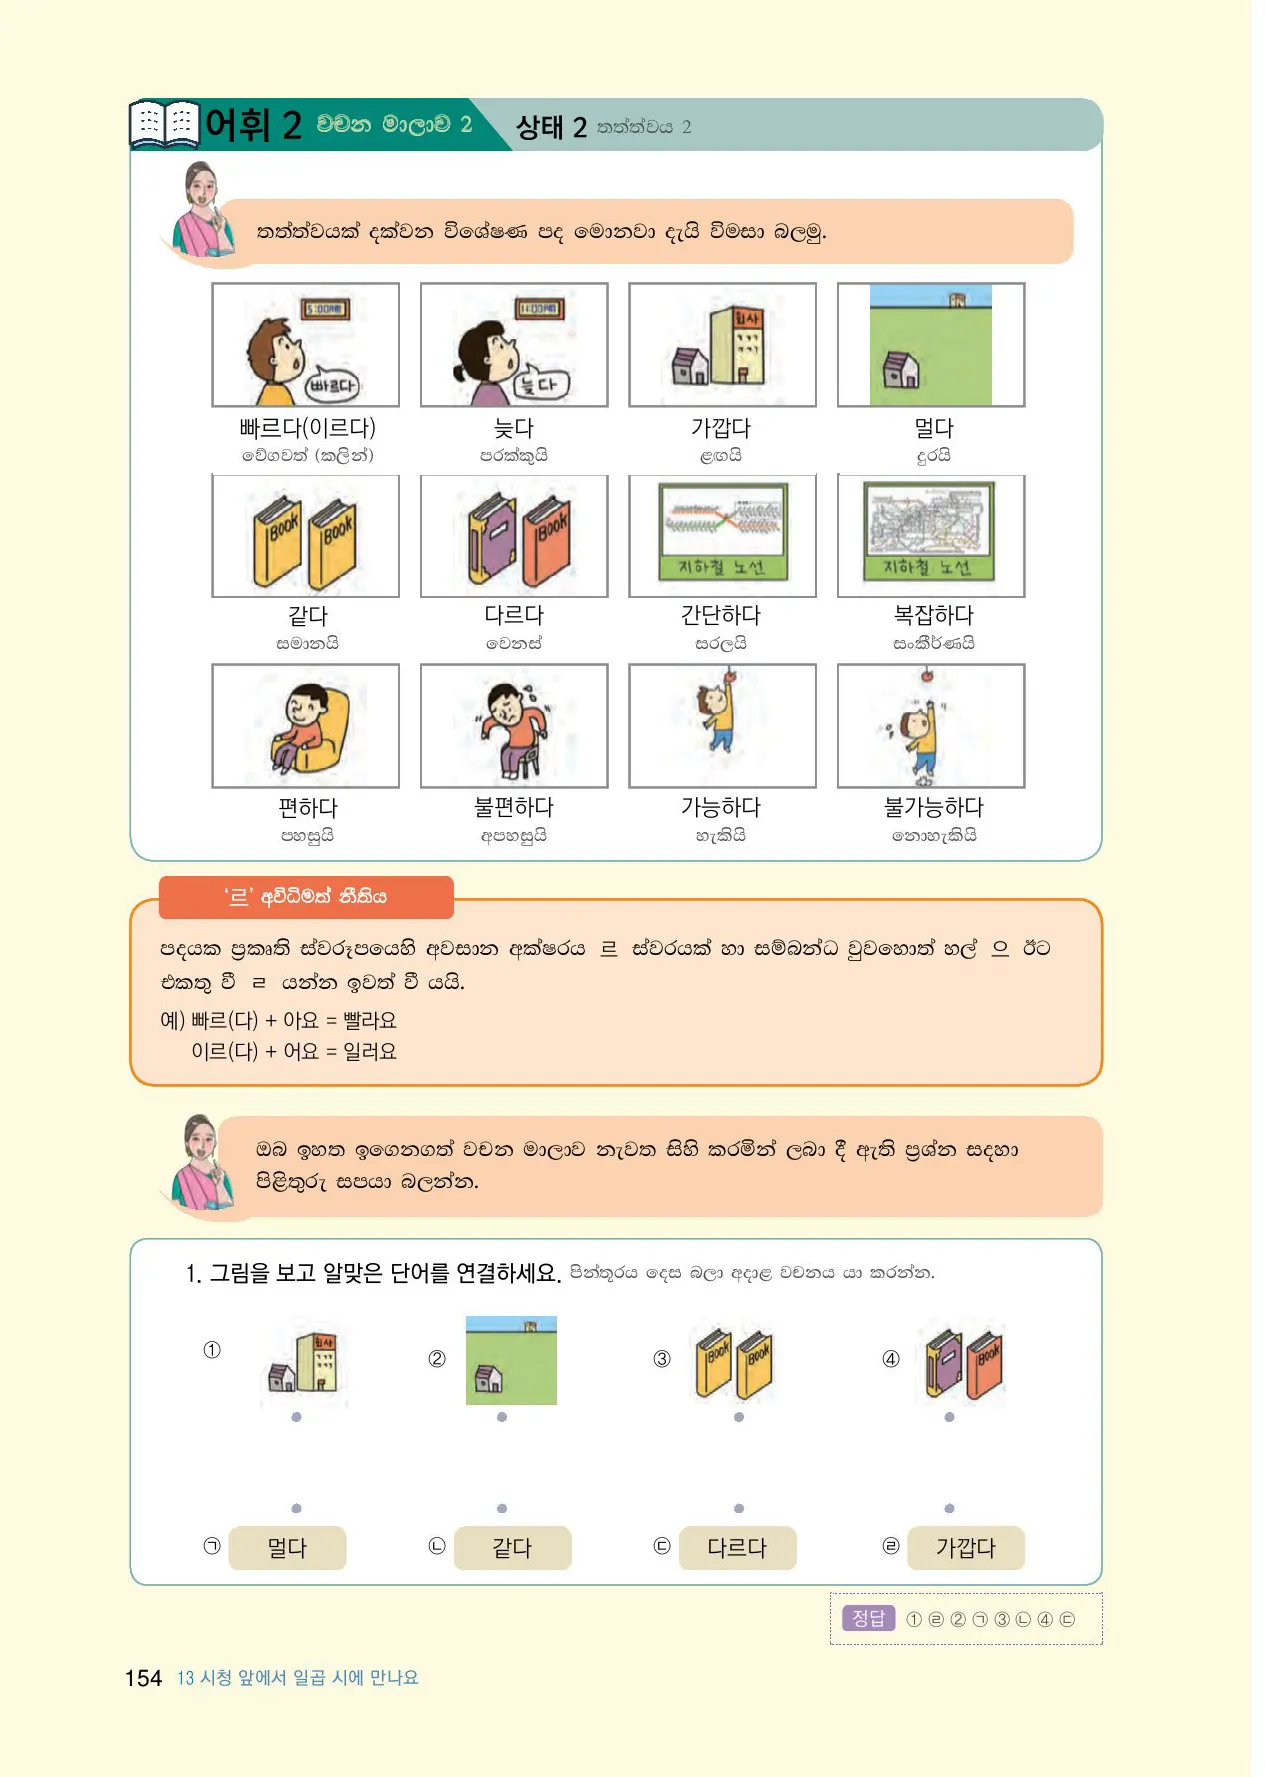 어휘 2 වචන මාලාව 2 상태 2 තත්ත්වය 2
තත්ත්වයක් දක්වන විශේෂණ පද මොනවා දැයි විමසා බලමු.
5:00PM 11:00PM 회사
빠르다 늦다
빠르다(이르다) 늦다 가깝다 멀다
වේගවත් (කලින්) පරක්කුයි ළඟයි දුරයි
BOOK BOOK BOOK
지하철 노선 지하철 노선
같다 다르다 간단하다 복잡하다
සමානයි වෙනස් සරලයි සංකීර්ණයි
편하다 불편하다 가능하다 불가능하다
පහසුයි අපහසුයි හැකියි නොහැකියි
‘르’ අවිධිමත් නීතිය
පදයක ප්‍රකෘති ස්වරූපයෙහි අවසාන අක්ෂරය 르 ස්වරයක් හා සම්බන්ධ වුවහොත් හල් 으 ඊට
එකතු වී ㄹ යන්න ඉවත් වී යයි.
예) 빠르(다) + 아요 = 빨라요
이르(다) + 어요 = 일러요
ඔබ ඉහත ඉගෙනගත් වචන මාලාව නැවත සිහි කරමින් ලබා දී ඇති ප්‍රශ්න සදහා
පිළිතුරු සපයා බලන්න.
1. 그림을 보고 알맞은 단어를 연결하세요. පින්තූරය දෙස බලා අදාළ වචනය යා කරන්න.
① ② ③ ④
회사 BOOK BOOK BOOK
㉠ 멀다 ㉡ 같다 ㉢ 다르다 ㉣ 가깝다
정답 ① ㉣ ② ㉠ ③ ㉡ ④ ㉢
154 13 시청 앞에서 일곱 시에 만나요